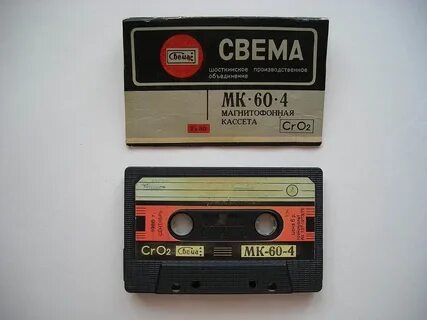 Свема
СВЕМА
ШОСТКИНСКОЕ ПРОИЗВОДСТВЕННОЕ
ОБЪЕДИНЕНИЕ
МК·60·4
МАГНИТОФОННАЯ
КАССЕТА
CrO2
CrO2
Свема
МК-60-4